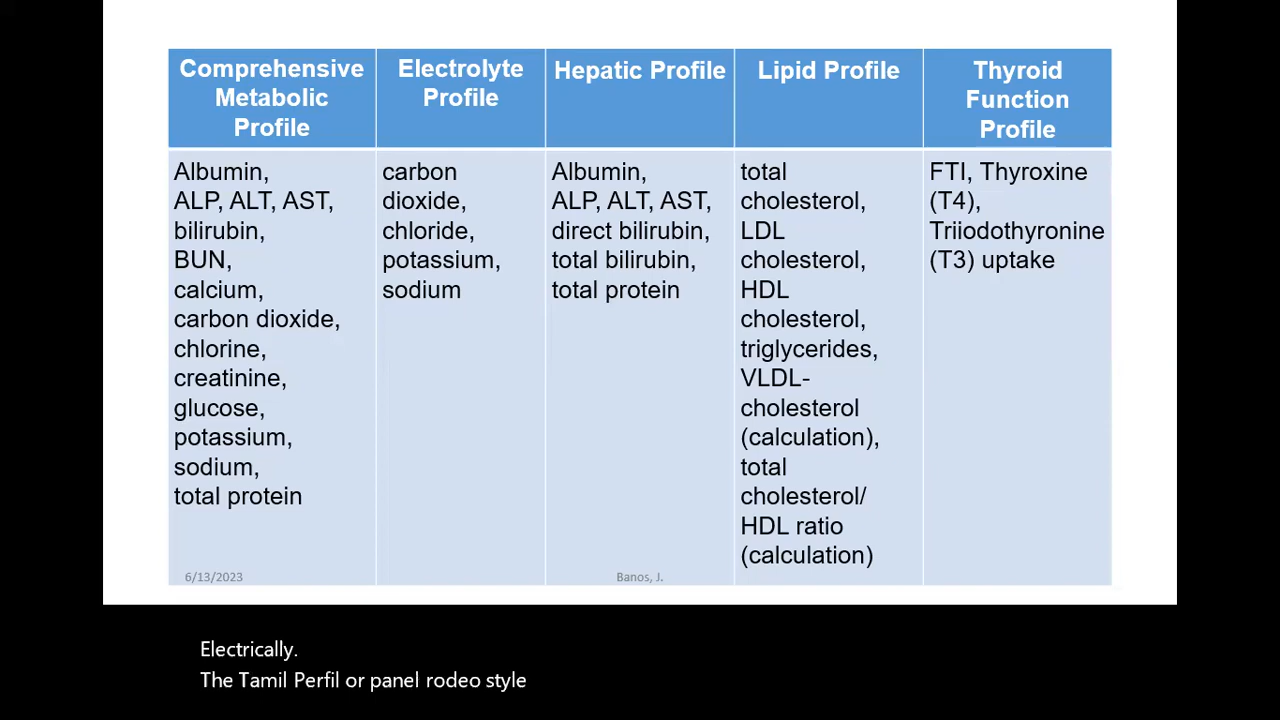 Comprehensive
Metabolic
Profile
Electrolyte
Profile
Hepatic Profile
Lipid Profile
Thyroid
Function
Profile
Albumin,
ALP, ALT, AST,
bilirubin,
BUN,
calcium,
carbon dioxide,
chlorine,
creatinine,
glucose,
potassium,
sodium,
total protein
carbon
dioxide,
chloride,
potassium,
sodium
Albumin,
ALP, ALT, AST,
direct bilirubin,
total bilirubin,
total protein
total
cholesterol,
LDL
cholesterol,
HDL
cholesterol,
triglycerides,
VLDL-
cholesterol
(calculation),
total
cholesterol/
HDL ratio
(calculation)
FTI, Thyroxine
(T4),
Triiodothyronine
(T3) uptake
6/13/2023
Banos, J.
Electrically.
The Tamil Perfil or panel rodeo style